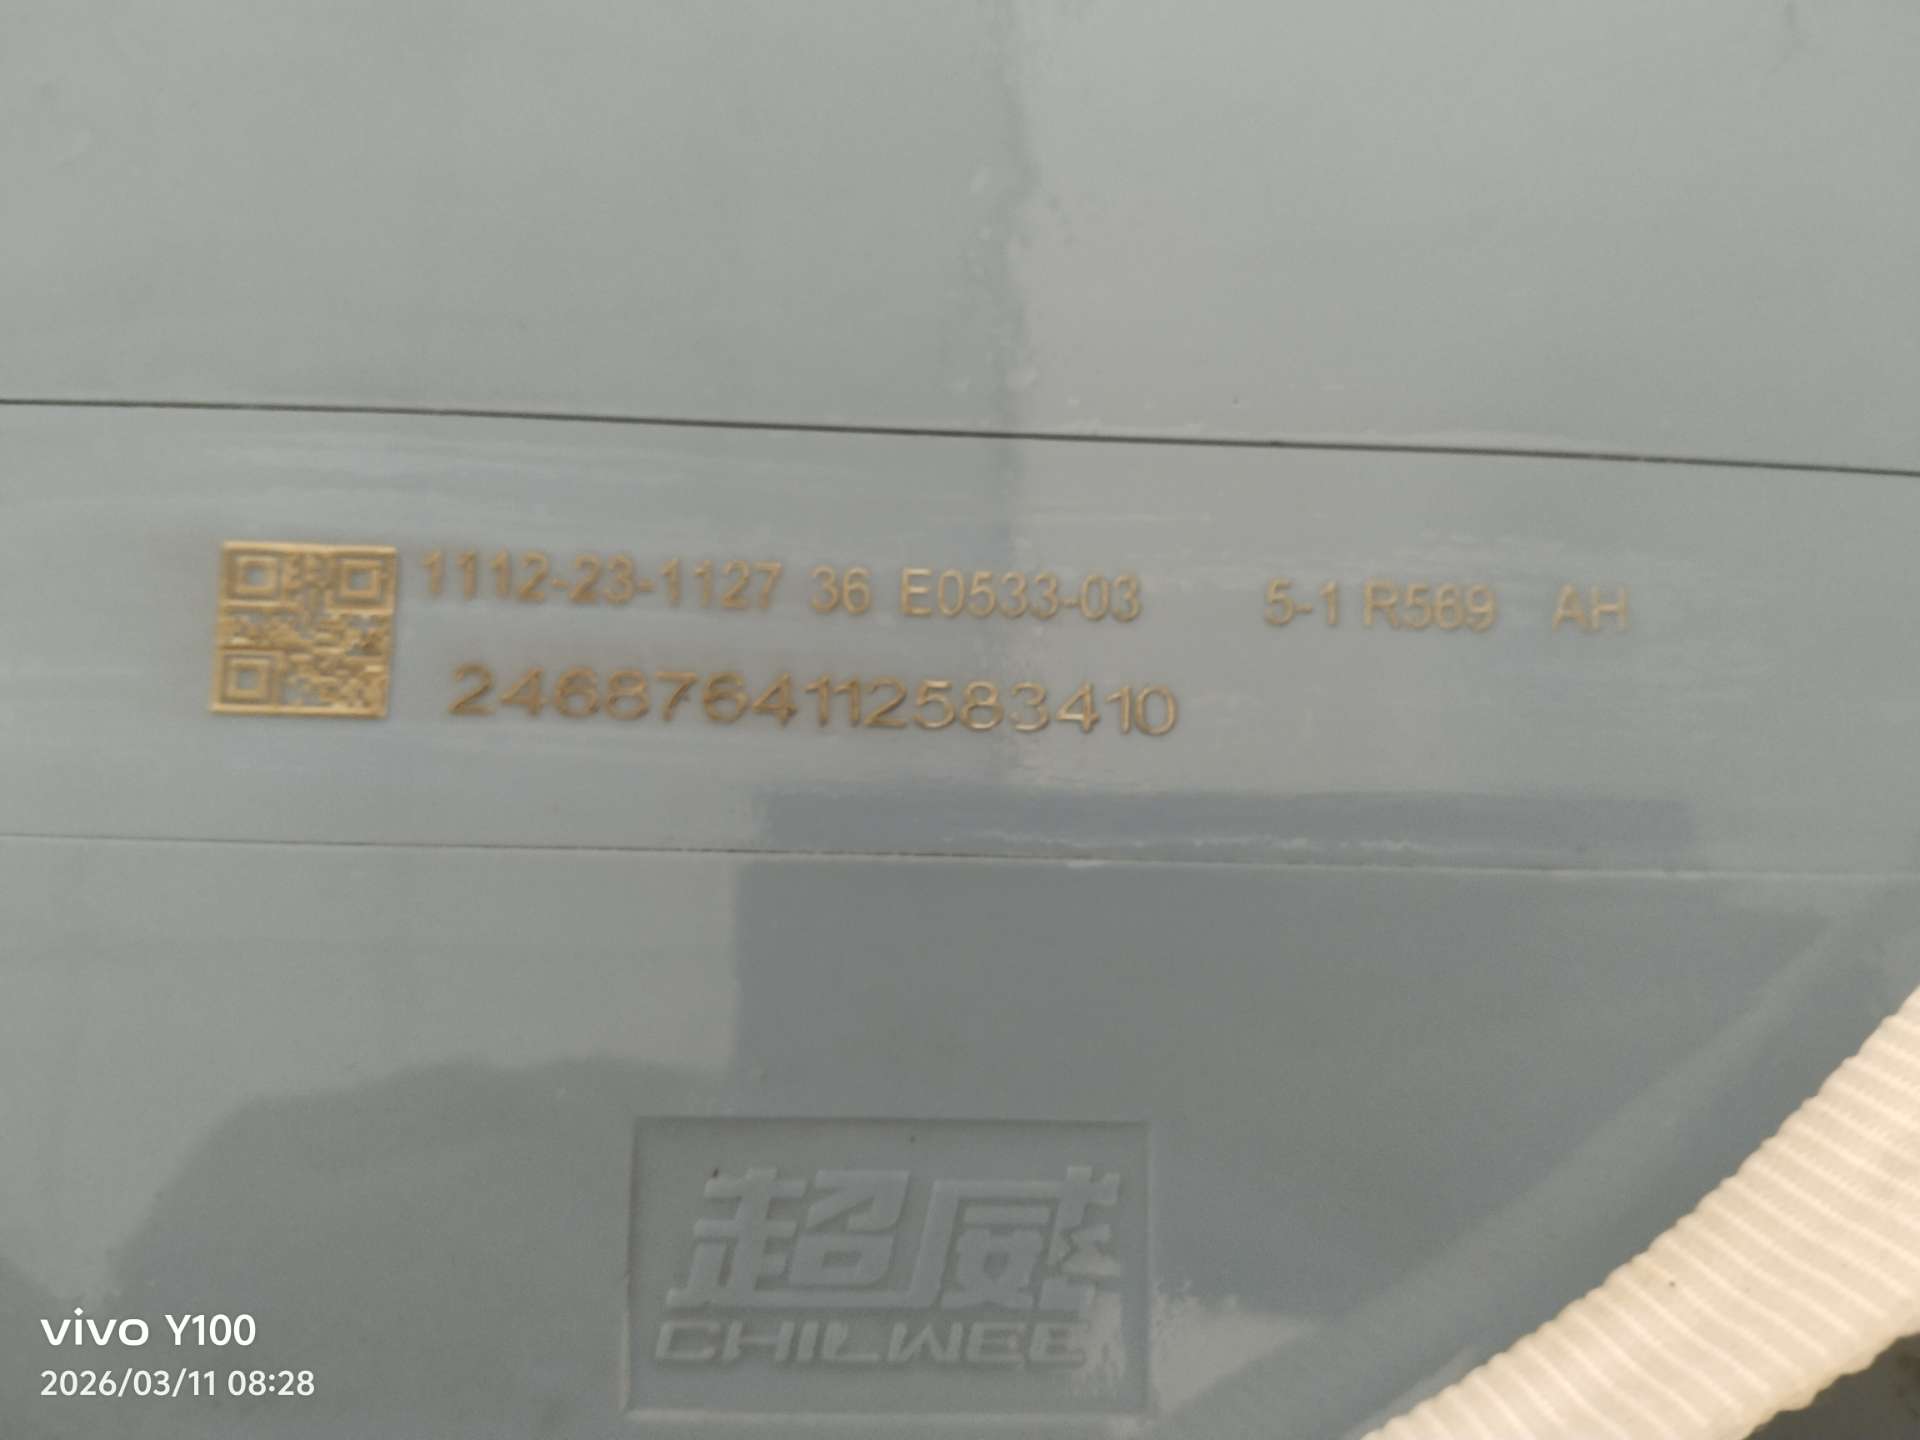 1112-23-1127 36 E0533-03 5-1 R569 AH
2468764112583410
超威
CHILWEE
vivo Y100
2026/03/11 08:28